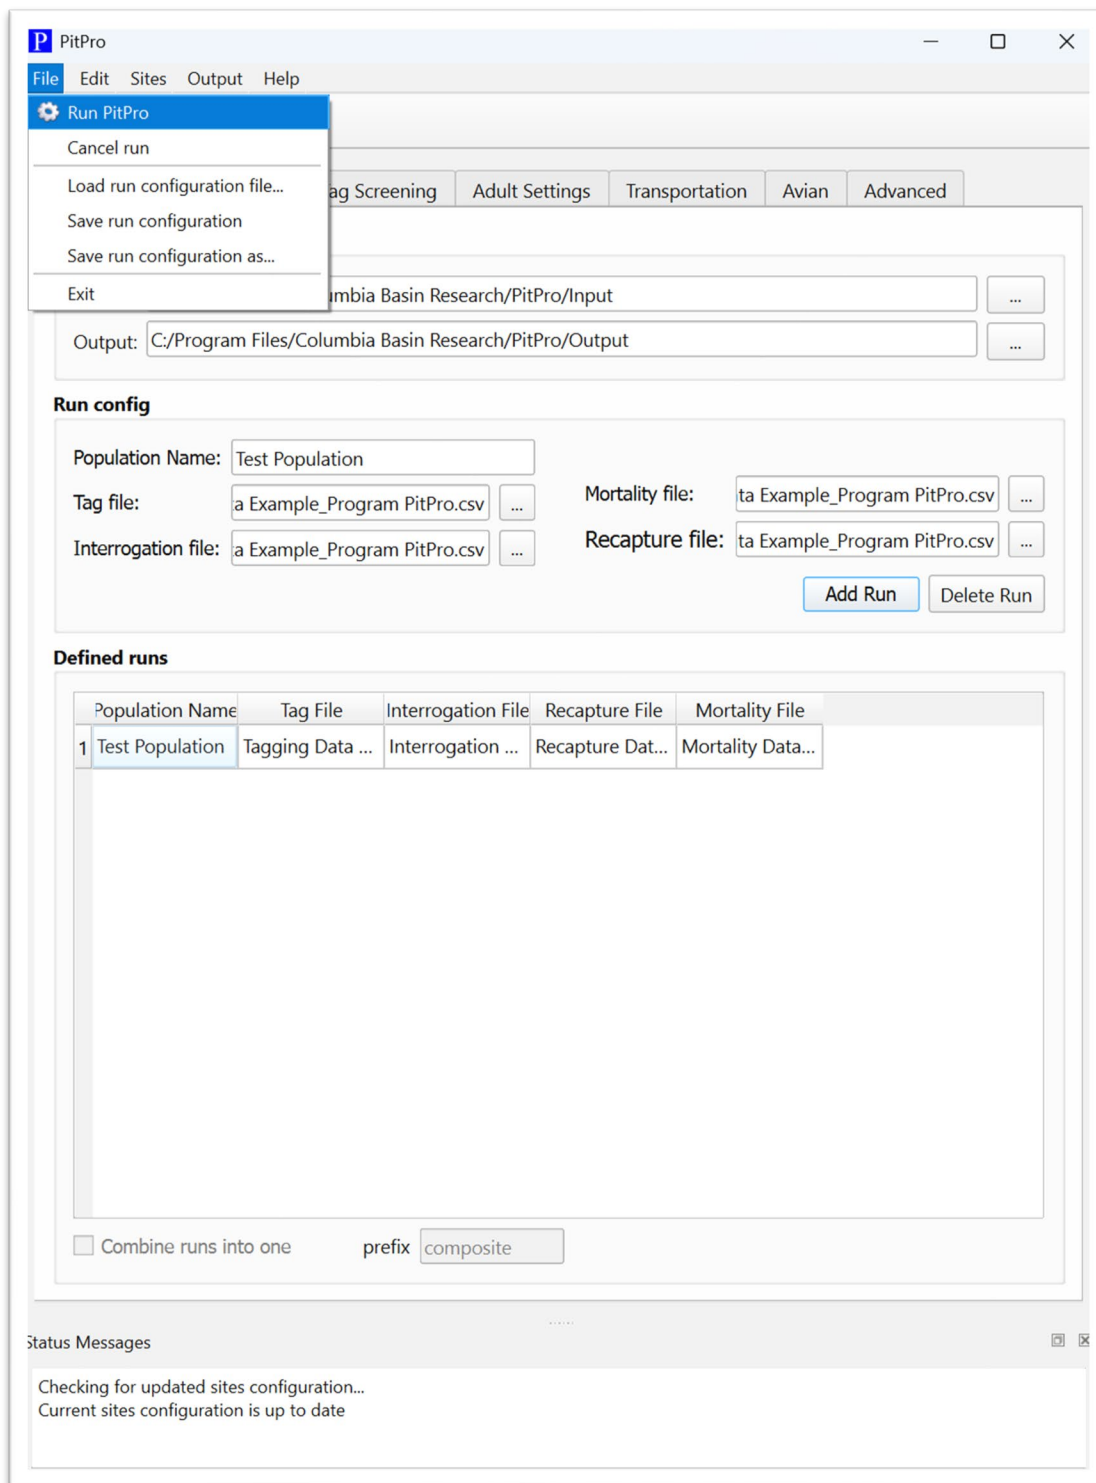 P PitPro
File Edit Sites Output Help
Run PitPro
Cancel run
Load run configuration file...
Save run configuration
Save run configuration as...
Exit
ag Screening Adult Settings Transportation Avian Advanced
umbia Basin Research/PitPro/Input ...
Output: C:/Program Files/Columbia Basin Research/PitPro/Output ...
Run config
Population Name: Test Population
Tag file: ta Example_Program PitPro.csv ... Mortality file: ta Example_Program PitPro.csv ...
Interrogation file: ta Example_Program PitPro.csv ... Recapture file: ta Example_Program PitPro.csv ...
Add Run Delete Run
Defined runs
Population Name Tag File Interrogation File Recapture File Mortality File
1 Test Population Tagging Data ... Interrogation ... Recapture Dat... Mortality Data...
Combine runs into one prefix composite
Status Messages
Checking for updated sites configuration...
Current sites configuration is up to date